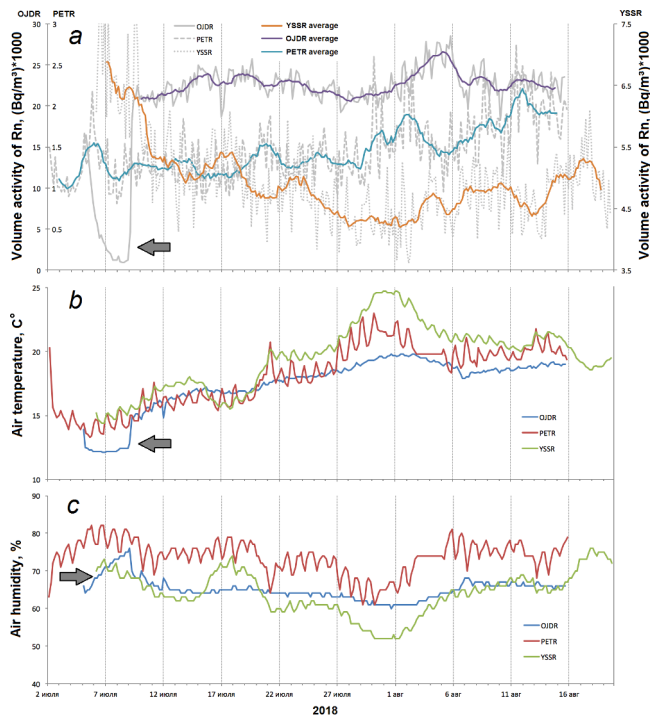 OJDR PETR YSSR
30 3 7.5
25 2.5 6.5
20 2
15 1.5 5.5
10 1 4.5
5 0.5
0 0 3.5
Volume activity of Rn, (Bq/m³)*1000
Volume activity of Rn, (Bq/m³)*1000
a
OJDR YSSR average
PETR OJDR average
YSSR PETR average
b
25
20
15
10
Air temperature, C°
OJDR
PETR
YSSR
c
90
80
70
60
50
40
Air humidity, %
OJDR
PETR
YSSR
2 июля 7 июля 12 июля 17 июля 22 июля 27 июля 1 авг 6 авг 11 авг 16 авг
2018